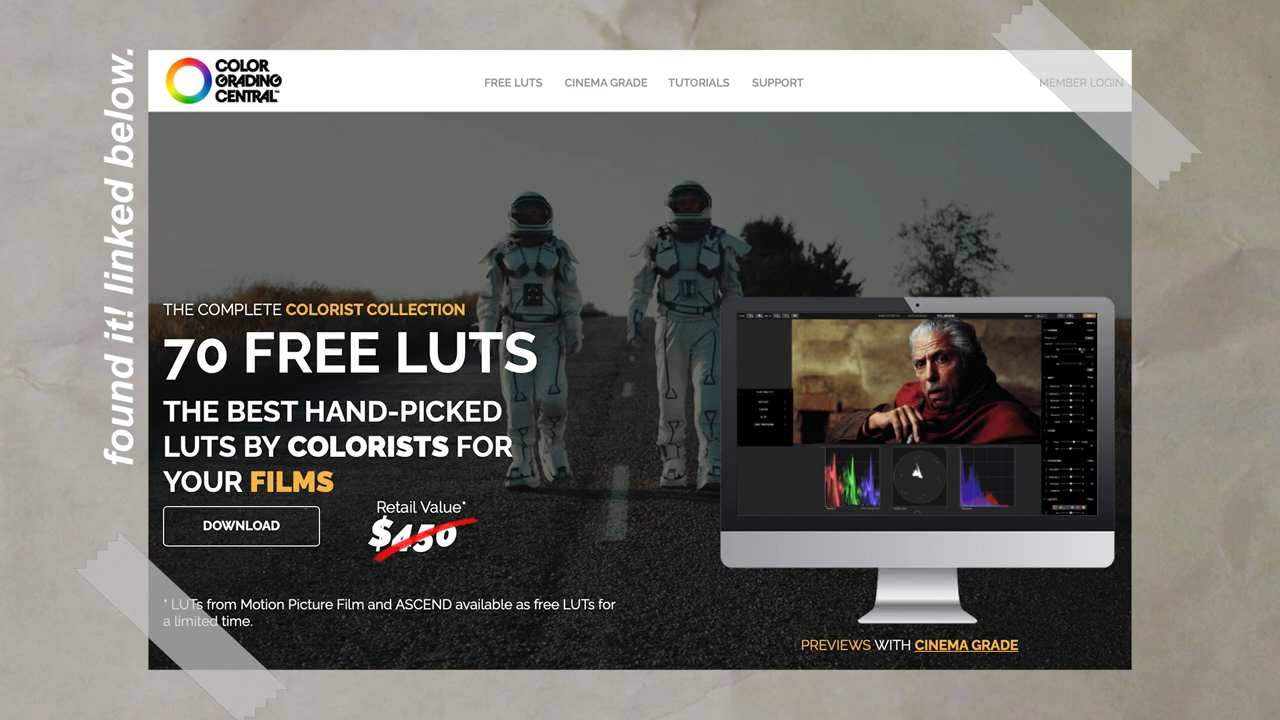 found it! linked below.
COLOR
GRADING
CENTRAL™
FREE LUTS
CINEMA GRADE
TUTORIALS
SUPPORT
MEMBER LOGIN
THE COMPLETE COLORIST COLLECTION
70 FREE LUTS
THE BEST HAND-PICKED
LUTS BY COLORISTS FOR
YOUR FILMS
DOWNLOAD
Retail Value*
$450
* LUTs from Motion Picture Film and ASCEND available as free LUTs for
a limited time.
PREVIEWS WITH CINEMA GRADE